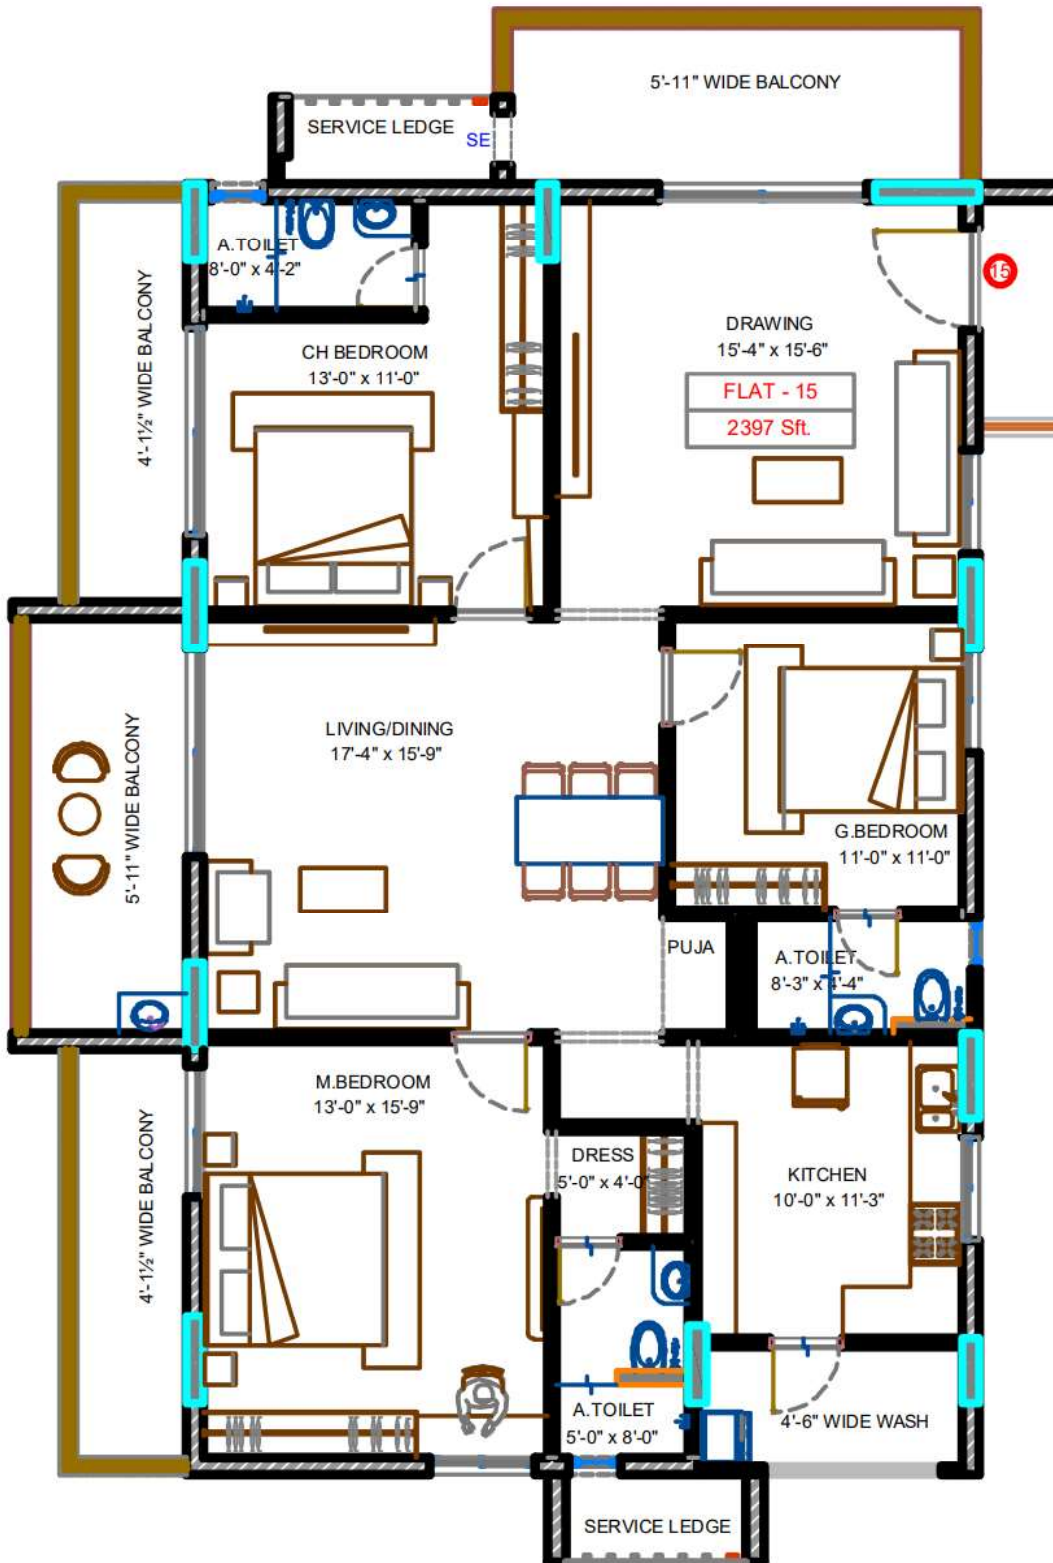 5'-11" WIDE BALCONY
SERVICE LEDGE
SE
A.TOILET
8'-0" x 4'-2"
15
4'-1½" WIDE BALCONY
CH BEDROOM
13'-0" x 11'-0"
DRAWING
15'-4" x 15'-6"
FLAT - 15
2397 Sft.
LIVING/DINING
17'-4" x 15'-9"
5'-11" WIDE BALCONY
G.BEDROOM
11'-0" x 11'-0"
PUJA
A.TOILET
8'-3" x 4'-4"
M.BEDROOM
13'-0" x 15'-9"
4'-1½" WIDE BALCONY
DRESS
5'-0" x 4'-0"
KITCHEN
10'-0" x 11'-3"
A.TOILET
5'-0" x 8'-0"
4'-6" WIDE WASH
SERVICE LEDGE